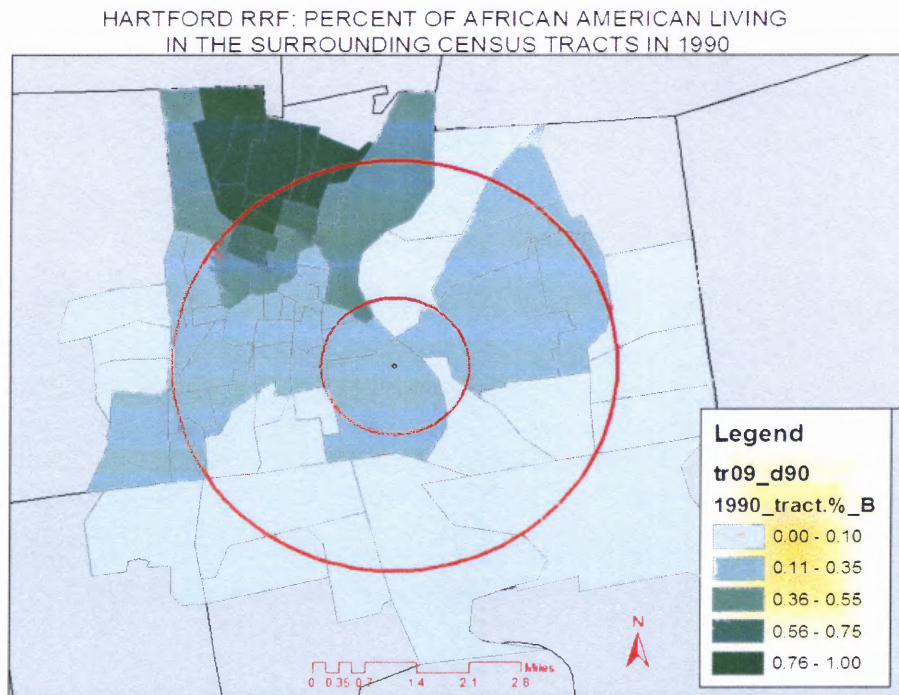 HARTFORD RRF: PERCENT OF AFRICAN AMERICAN LIVING
IN THE SURROUNDING CENSUS TRACTS IN 1990
Legend
tr09_d90
1990_tract.%_B
0.00 - 0.10
0.11 - 0.35
0.36 - 0.55
0.56 - 0.75
0.76 - 1.00
N
Miles
0 0.35 0.7 1.4 2.1 2.8